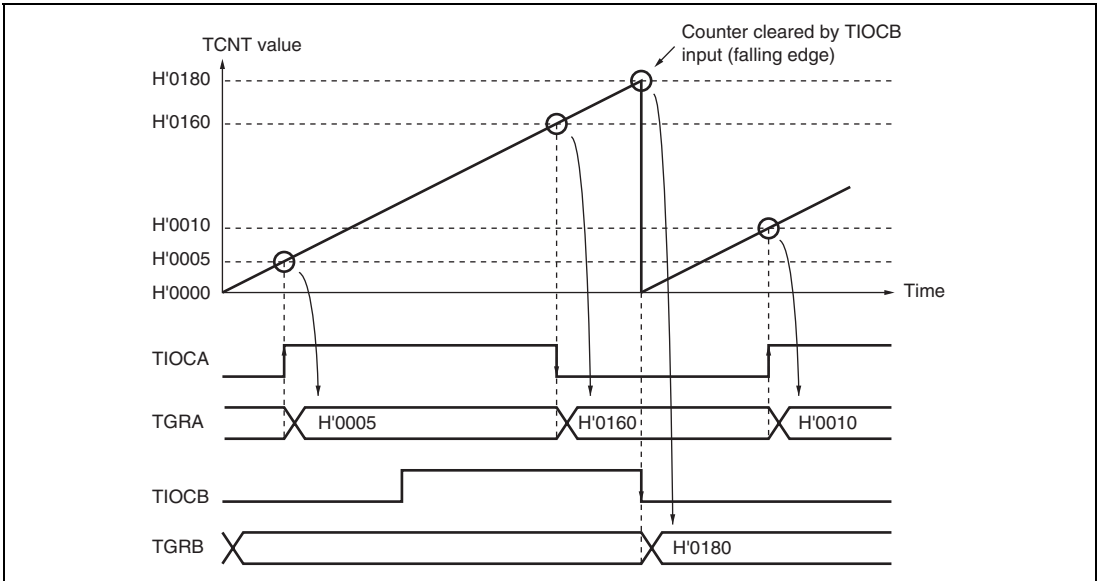 Counter cleared by TIOCB
input (falling edge)
TCNT value
H'0180
H'0160
H'0010
H'0005
H'0000
Time
TIOCA
TGRA
H'0005
H'0160
H'0010
TIOCB
TGRB
H'0180